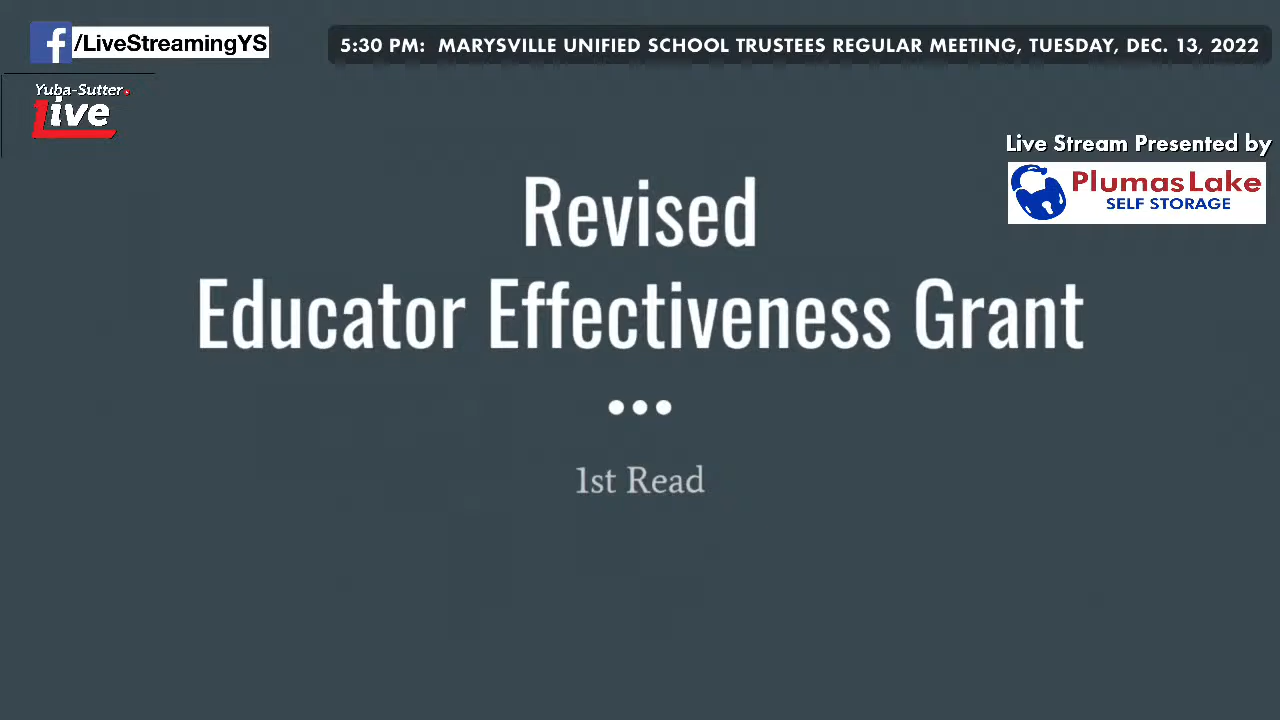 /LiveStreamingYS
5:30 PM: MARYSVILLE UNIFIED SCHOOL TRUSTEES REGULAR MEETING, TUESDAY, DEC. 13, 2022
Yuba-Sutter
Live
Live Stream Presented by
Plumas Lake
SELF STORAGE
Revised
Educator Effectiveness Grant
1st Read